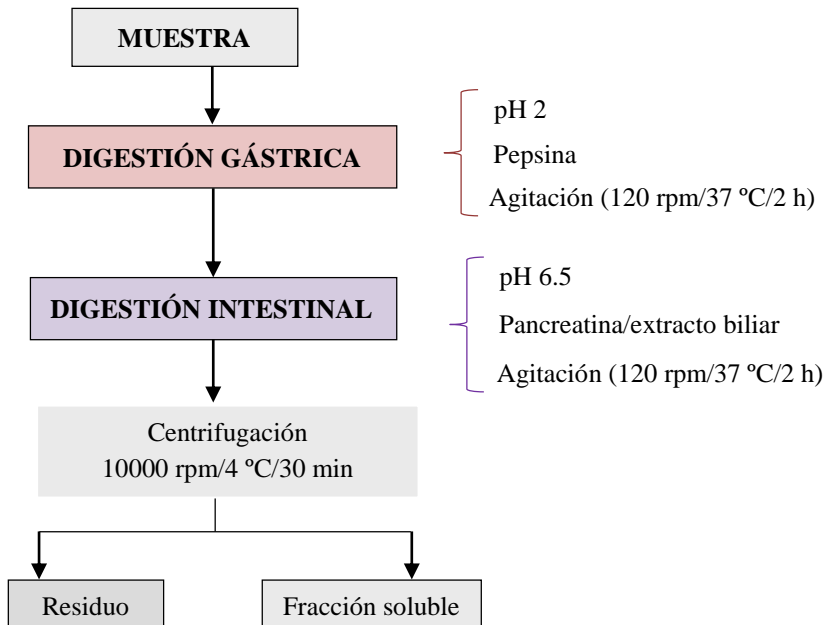 MUESTRA
DIGESTIÓN GÁSTRICA
pH 2
Pepsina
Agitación (120 rpm/37 ºC/2 h)
DIGESTIÓN INTESTINAL
pH 6.5
Pancreatina/extracto biliar
Agitación (120 rpm/37 ºC/2 h)
Centrifugación
10000 rpm/4 ºC/30 min
Residuo
Fracción soluble